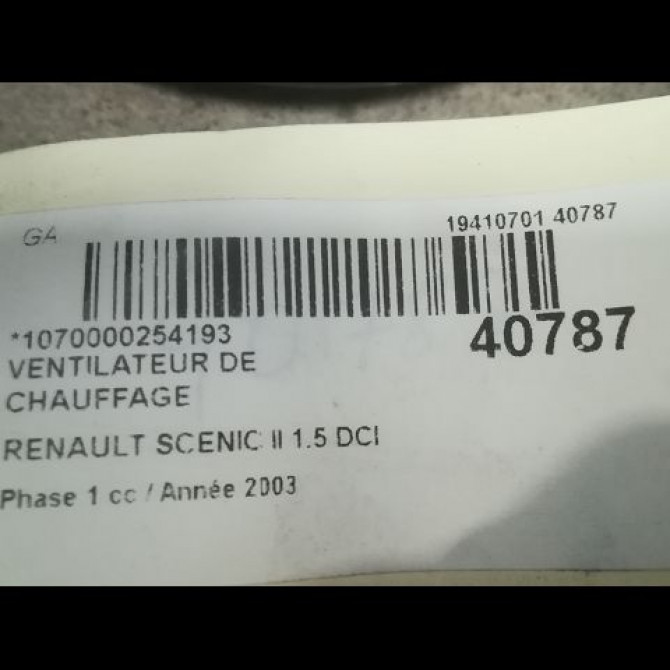 GA
19410701 40787
*1070000254193
40787
VENTILATEUR DE
CHAUFFAGE
RENAULT SCENIC II 1.5 DCI
Phase 1 cc / Année 2003